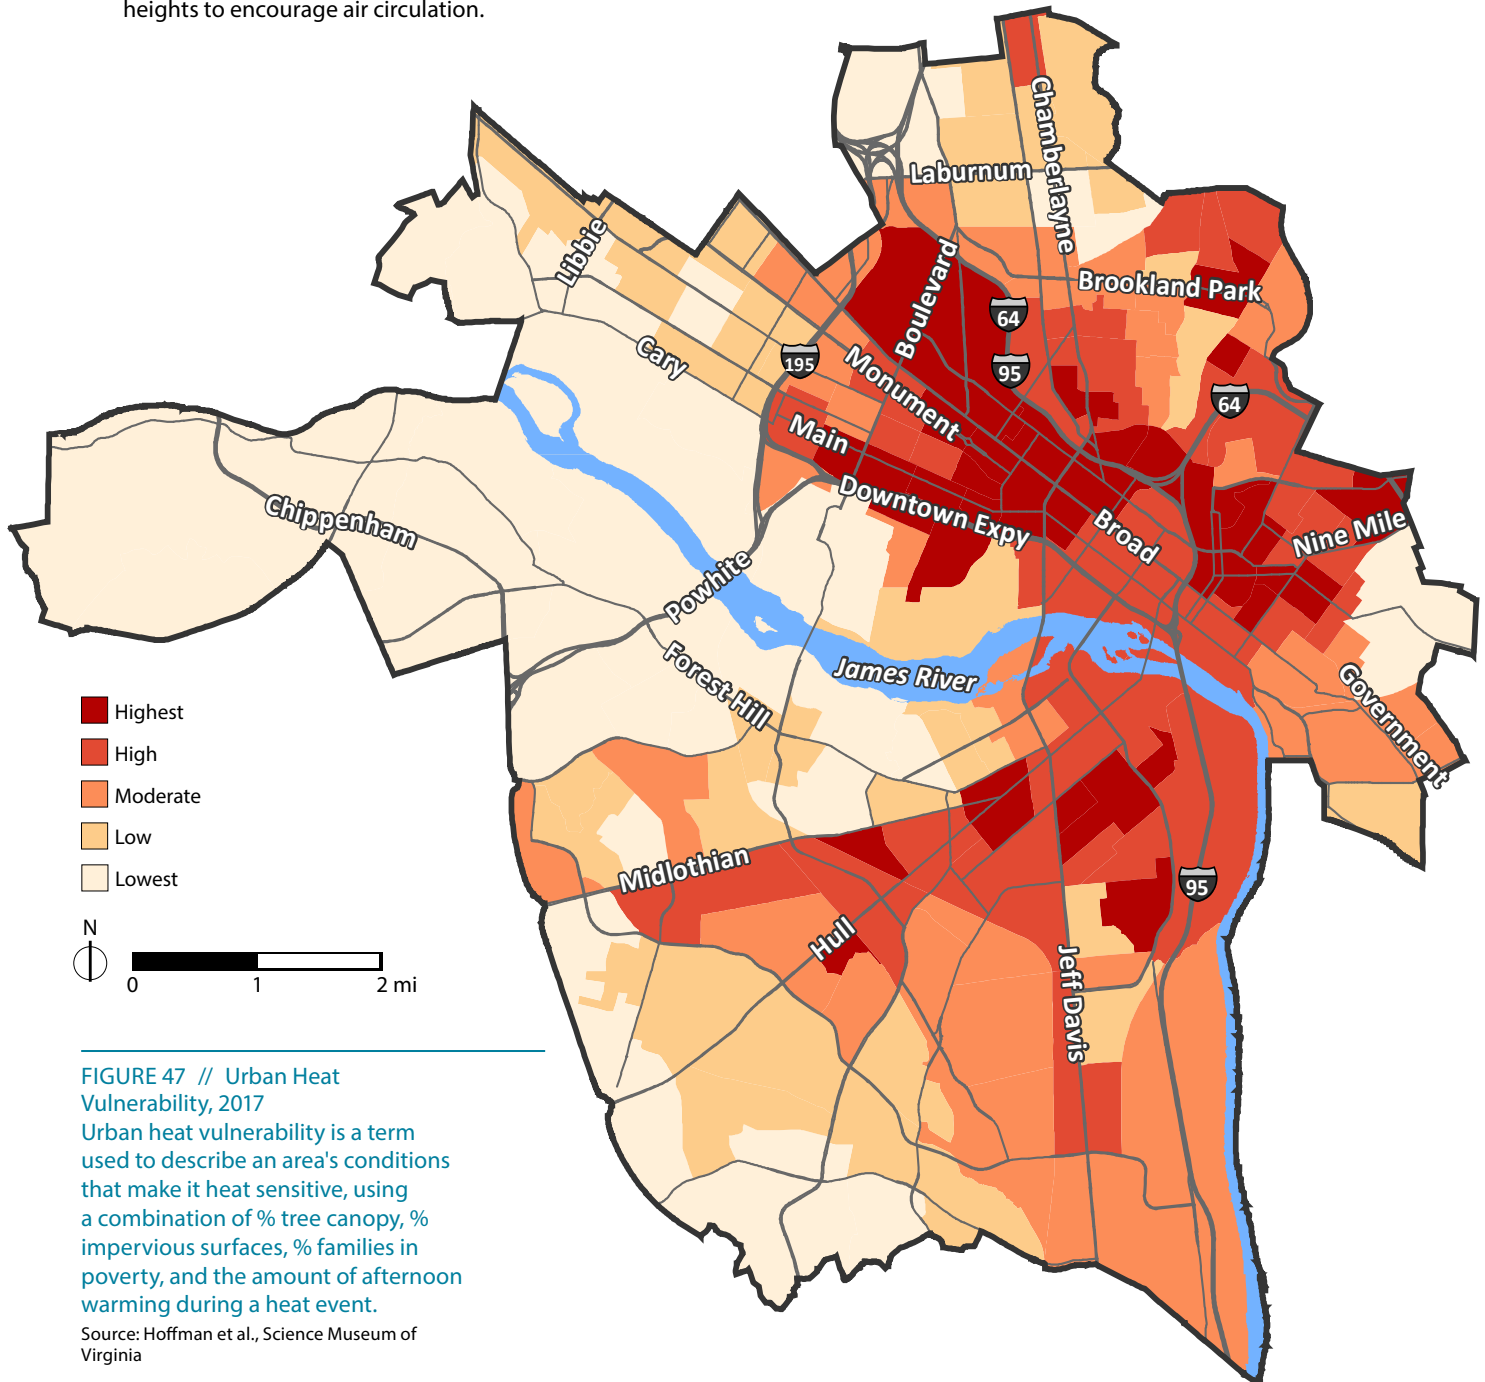 heights to encourage air circulation.
Chamberlayne
Laburnum
Libbie
Boulevard
Brookland Park
64
Cary
195
Monument
95
64
Main
Chippenham
Downtown Expy
Broad
Nine Mile
Powhite
Forest Hill
James River
Government
Highest
High
Moderate
Low
Lowest
Midlothian
95
Hull
Jeff Davis
N
0 1 2 mi
FIGURE 47 // Urban Heat
Vulnerability, 2017
Urban heat vulnerability is a term
used to describe an area's conditions
that make it heat sensitive, using
a combination of % tree canopy, %
impervious surfaces, % families in
poverty, and the amount of afternoon
warming during a heat event.
Source: Hoffman et al., Science Museum of
Virginia